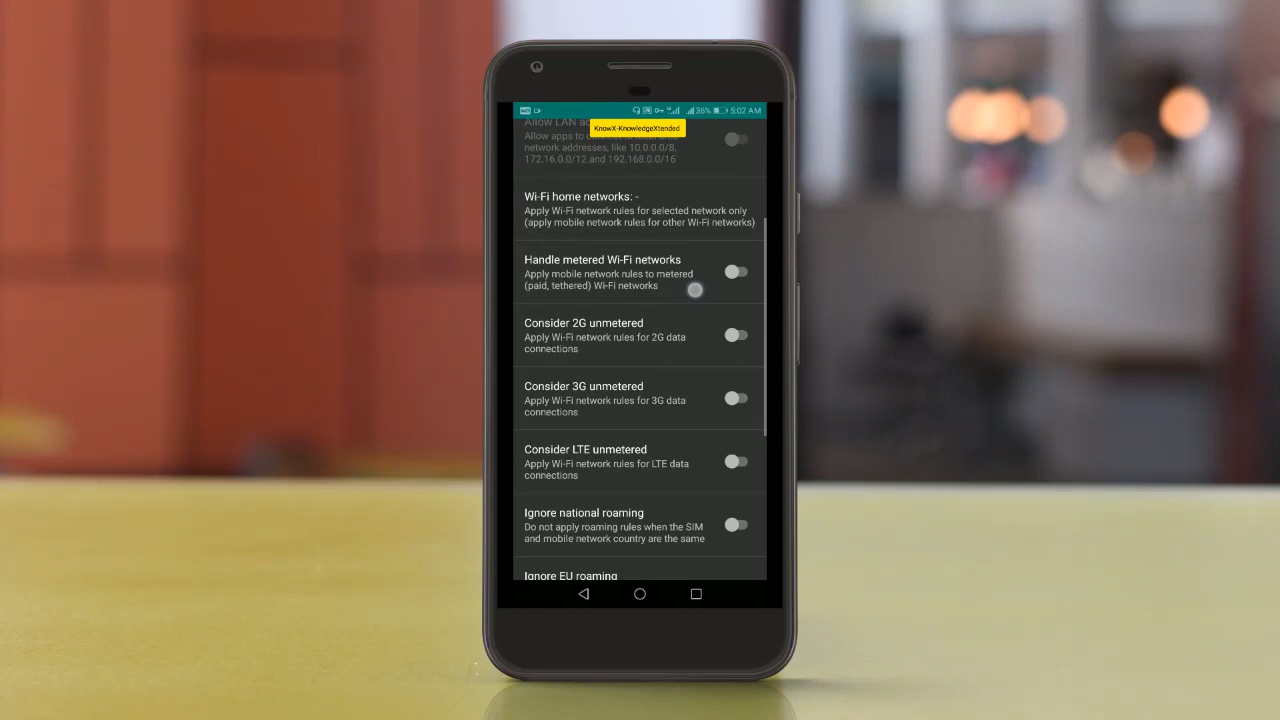 36% 5:02 AM
KnowX-KnowledgeXtended
Allow LAN
Allow apps to
network addresses, like 10.0.0.0/8,
172.16.0.0/12 and 192.168.0.0/16
Wi-Fi home networks: -
Apply Wi-Fi network rules for selected network only
(apply mobile network rules for other Wi-Fi networks)
Handle metered Wi-Fi networks
Apply mobile network rules to metered
(paid, tethered) Wi-Fi networks
Consider 2G unmetered
Apply Wi-Fi network rules for 2G data
connections
Consider 3G unmetered
Apply Wi-Fi network rules for 3G data
connections
Consider LTE unmetered
Apply Wi-Fi network rules for LTE data
connections
Ignore national roaming
Do not apply roaming rules when the SIM
and mobile network country are the same
Ignore EU roaming